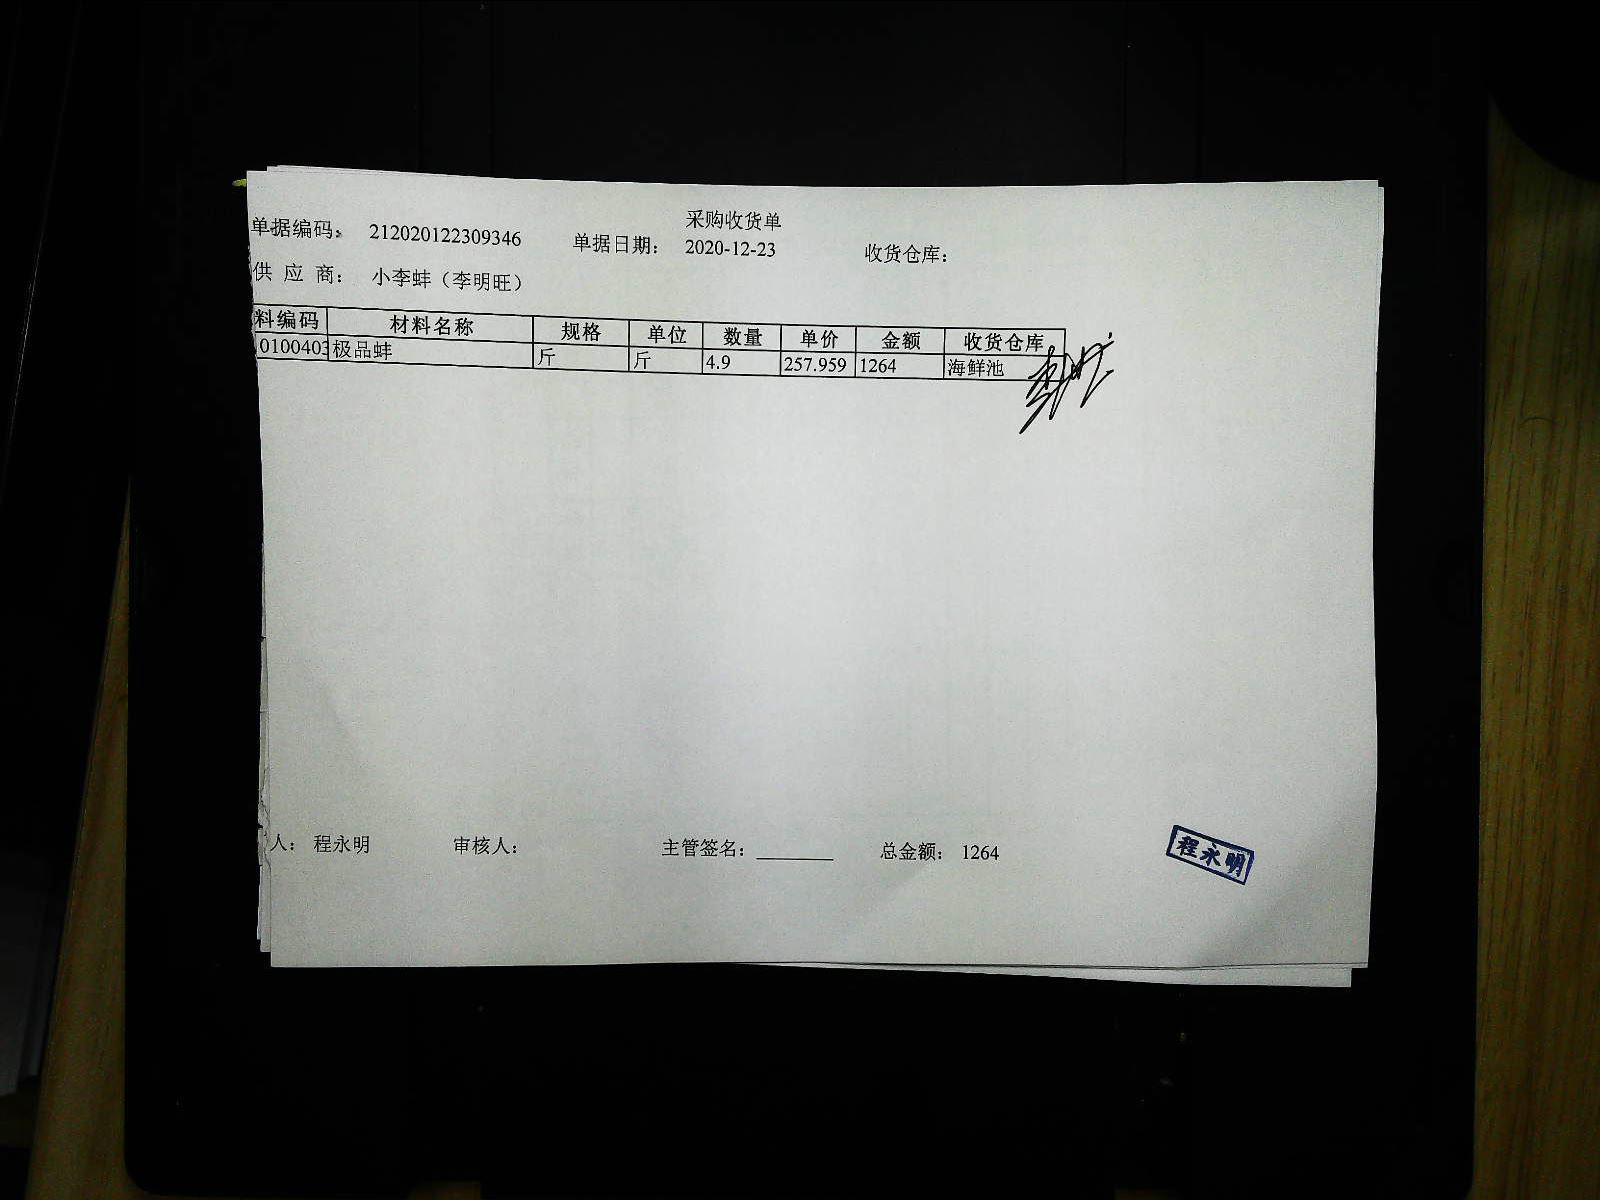 采购收货单
单据编码： 212020122309346 单据日期： 2020-12-23 收货仓库：
供 应 商： 小李蚌（李明旺）
料编码 材料名称 规格 单位 数量 单价 金额 收货仓库
0100403 极品蚌 斤 斤 4.9 257.959 1264 海鲜池
人： 程永明 审核人： 主管签名：________ 总金额： 1264
程永明